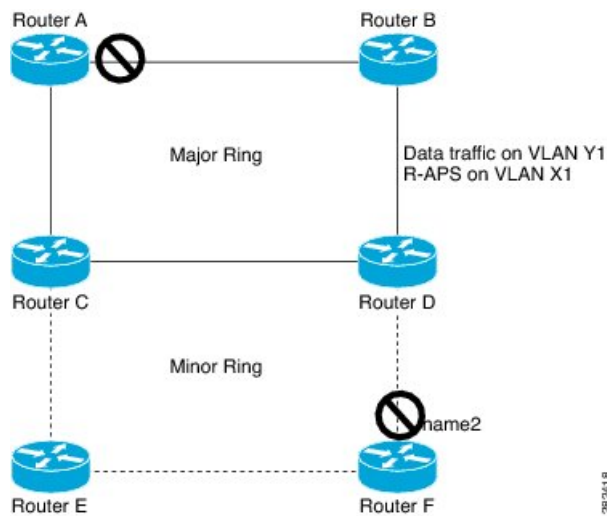 Router A
Router B
Major Ring
Data traffic on VLAN Y1
R-APS on VLAN X1
Router C
Router D
Minor Ring
name2
Router E
Router F